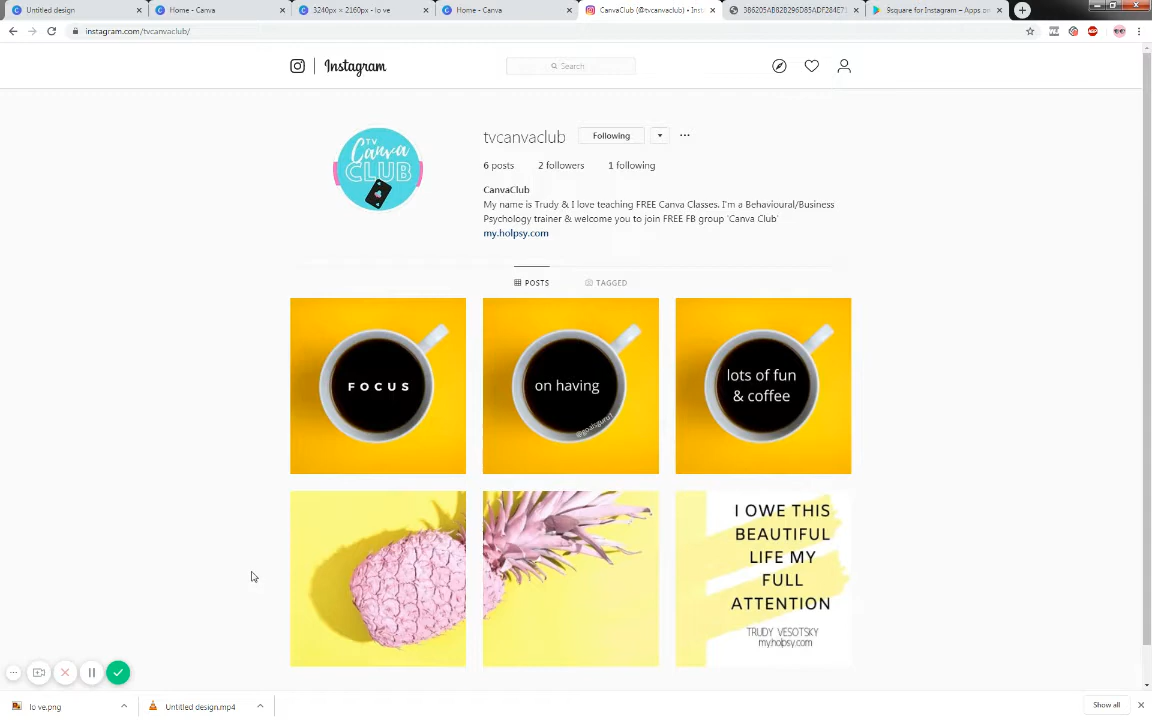 Untitled design
Home - Canva
3240px × 2160px - lo ve
Home - Canva
CanvaClub (@tvcanvaclub) • Inst
9square for Instagram – Apps on
instagram.com/tvcanvaclub/
Instagram
Search
tvcanvaclub
Following
6 posts
2 followers
1 following
TV
Canva
CLUB
CanvaClub
My name is Trudy & I love teaching FREE Canva Classes. I'm a Behavioural/Business
Psychology trainer & welcome you to join FREE FB group 'Canva Club'
my.holpsy.com
POSTS
TAGGED
FOCUS
on having
lots of fun
& coffee
I OWE THIS
BEAUTIFUL
LIFE MY
FULL
ATTENTION
TRUDY VESOTSKY
my.holpsy.com
lo ve.png
Untitled design.mp4
Show all